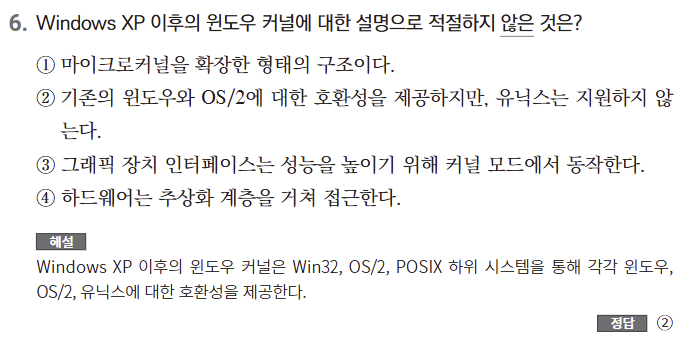 6. Windows XP 이후의 윈도우 커널에 대한 설명으로 적절하지 않은 것은?
① 마이크로커널을 확장한 형태의 구조이다.
② 기존의 윈도우와 OS/2에 대한 호환성을 제공하지만, 유닉스는 지원하지 않
는다.
③ 그래픽 장치 인터페이스는 성능을 높이기 위해 커널 모드에서 동작한다.
④ 하드웨어는 추상화 계층을 거쳐 접근한다.
해설
Windows XP 이후의 윈도우 커널은 Win32, OS/2, POSIX 하위 시스템을 통해 각각 윈도우,
OS/2, 유닉스에 대한 호환성을 제공한다.
정답 ②